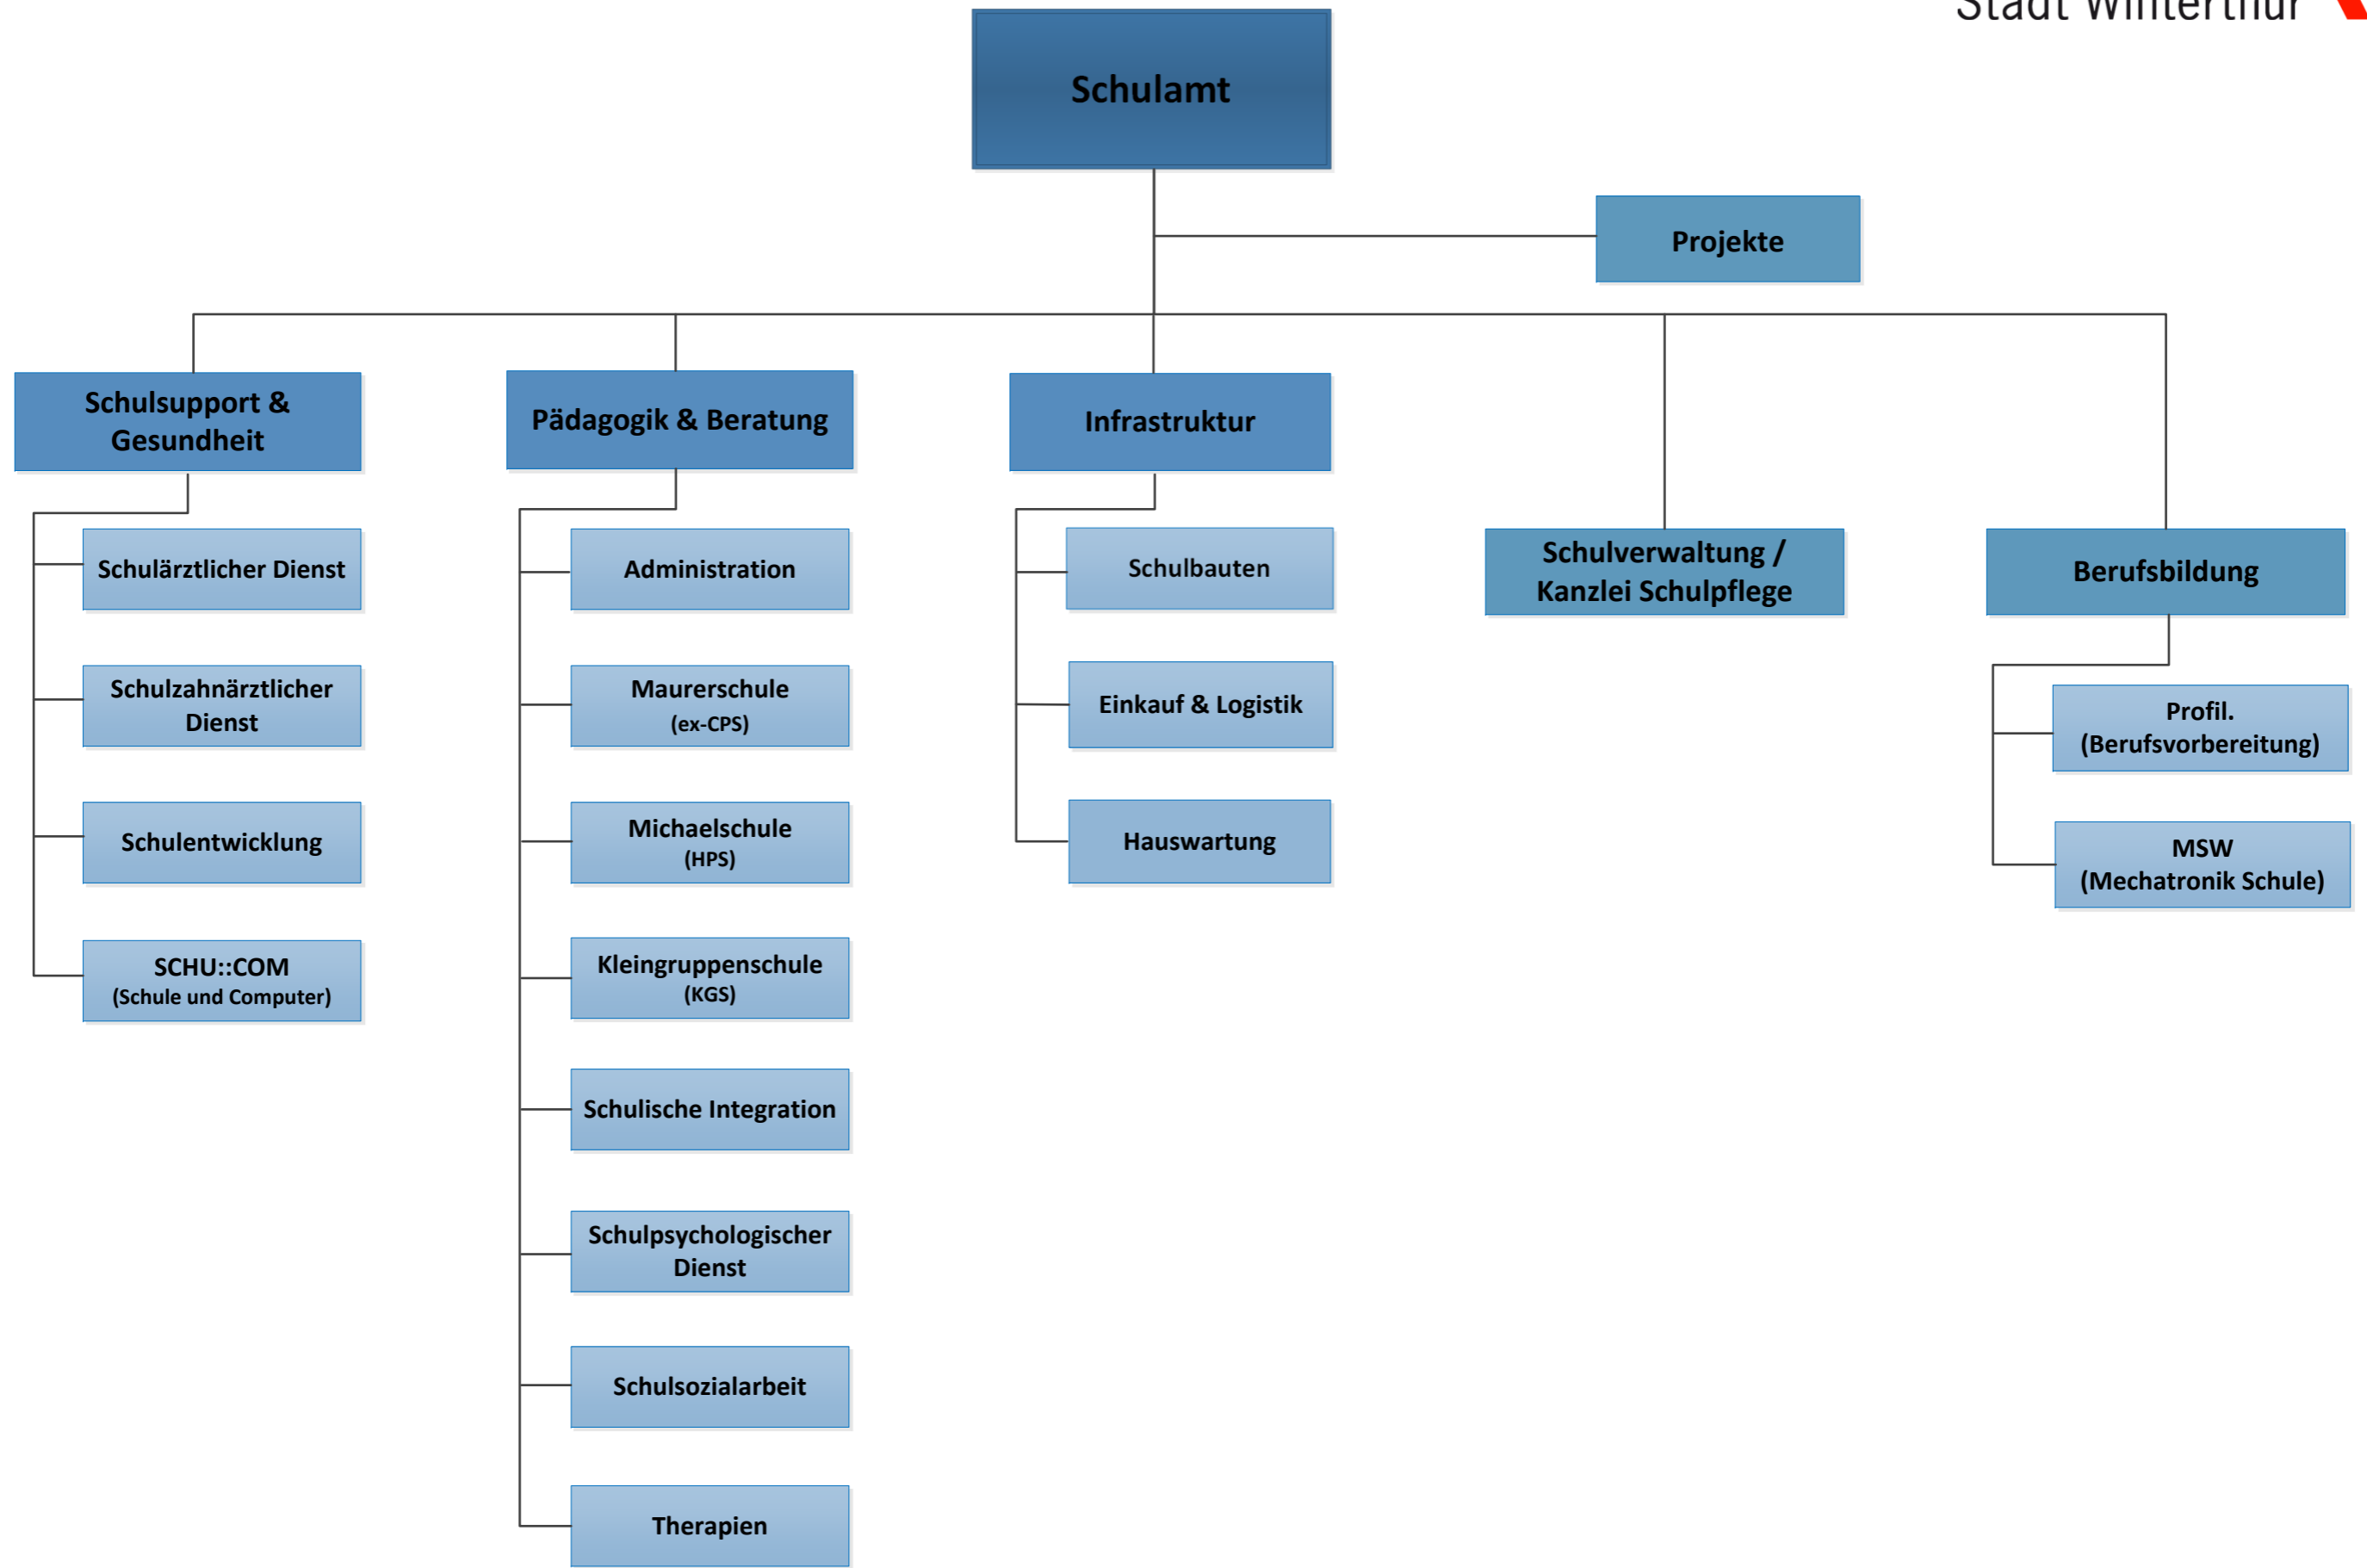 Stadt Winterthur
Schulamt
Projekte
Schulsupport &
Gesundheit
Pädagogik & Beratung
Infrastruktur
Schulverwaltung /
Kanzlei Schulpflege
Berufsbildung
Schulärztlicher Dienst
Schulzahnärztlicher
Dienst
Schulentwicklung
SCHU::COM
(Schule und Computer)
Administration
Maurerschule
(ex-CPS)
Michaelschule
(HPS)
Kleingruppenschule
(KGS)
Schulische Integration
Schulpsychologischer
Dienst
Schulsozialarbeit
Therapien
Schulbauten
Einkauf & Logistik
Hauswartung
Profil.
(Berufsvorbereitung)
MSW
(Mechatronik Schule)